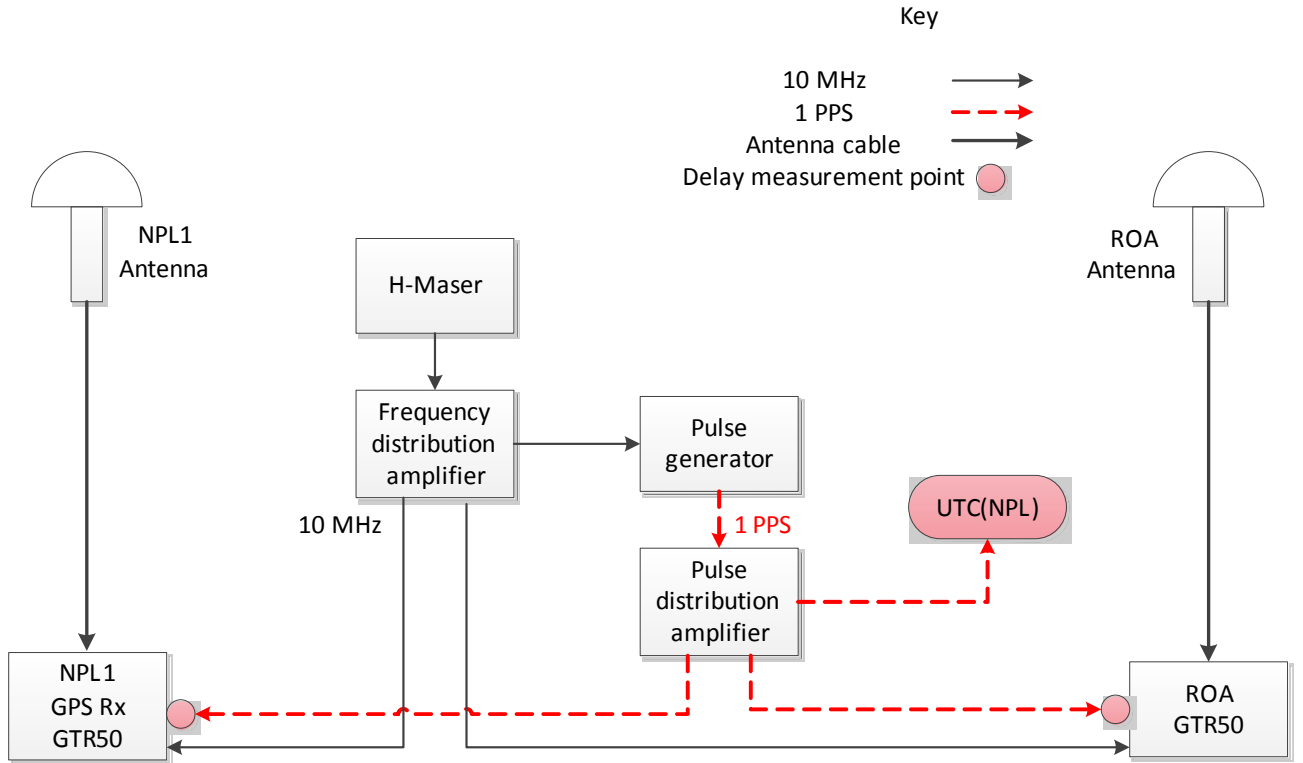 Key
10 MHz
1 PPS
Antenna cable
Delay measurement point
NPL1
Antenna
ROA
Antenna
H-Maser
Frequency
distribution
amplifier
Pulse
generator
UTC(NPL)
10 MHz
1 PPS
Pulse
distribution
amplifier
NPL1
GPS Rx
GTR50
ROA
GTR50